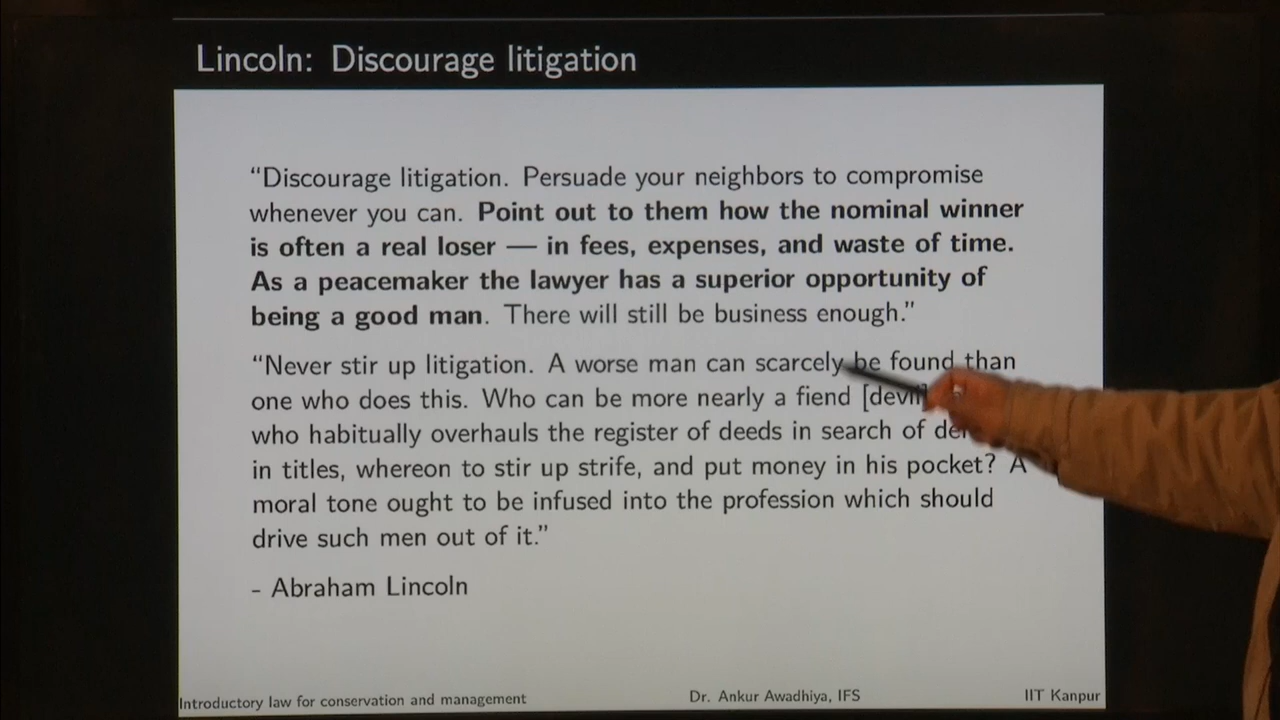 Lincoln: Discourage litigation
“Discourage litigation. Persuade your neighbors to compromise
whenever you can. Point out to them how the nominal winner
is often a real loser — in fees, expenses, and waste of time.
As a peacemaker the lawyer has a superior opportunity of
being a good man. There will still be business enough.”
“Never stir up litigation. A worse man can scarcely be found than
one who does this. Who can be more nearly a fiend [devil]
who habitually overhauls the register of deeds in search of
in titles, whereon to stir up strife, and put money in his pocket? A
moral tone ought to be infused into the profession which should
drive such men out of it.”
- Abraham Lincoln
Introductory law for conservation and management
Dr. Ankur Awadhiya, IFS
IIT Kanpur